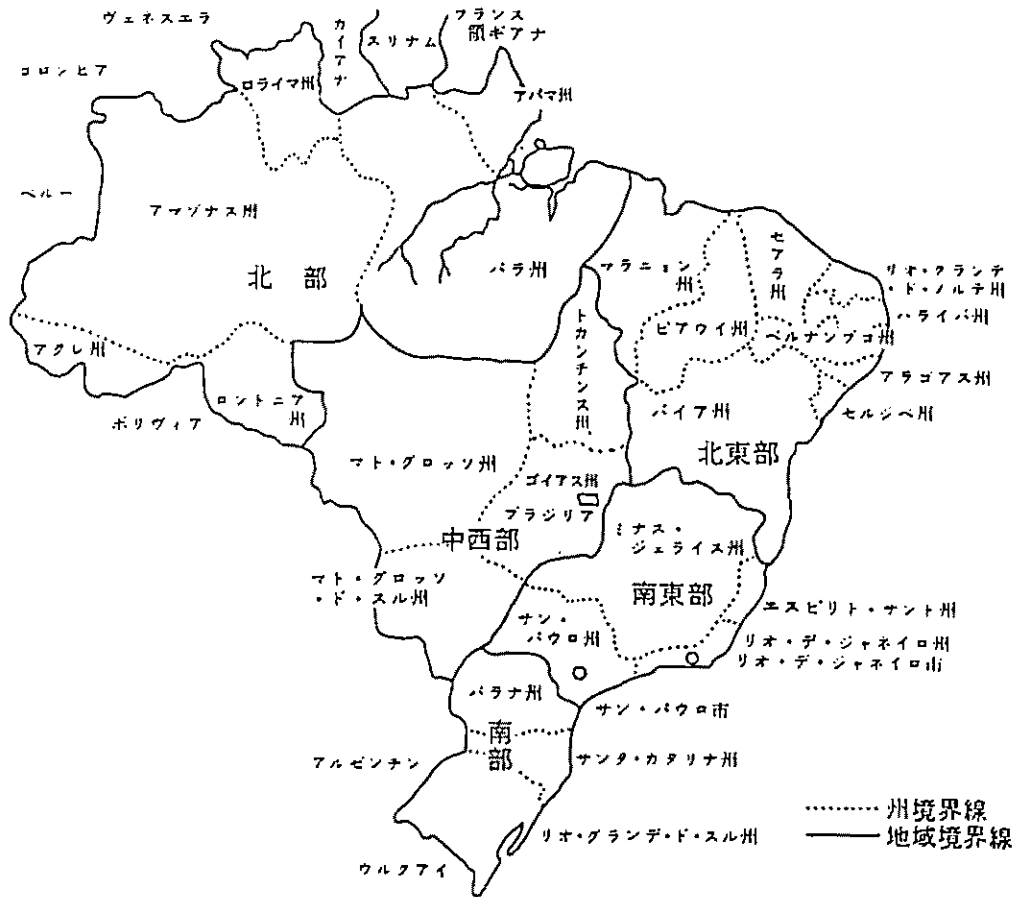 ヴェネスエラ
ガイアナ
スリナム
フランス
領ギアナ
コロンビア
ロライマ州
アパマ州
ペルー
アマゾナス州
北部
パラ州
マラニョン
州
セアラ州
リオ・グランデ
・ド・ノルテ州
パライバ州
ピアウイ州
ペルナンブコ州
アクレ州
トカンチンス州
アラゴアス州
ロンドニア
州
バイア州
セルジペ州
ボリヴィア
北東部
マト・グロッソ州
ゴイアス州
ブラジリア
中西部
ミナス・
ジェライス州
マト・グロッソ
・ド・スル州
南東部
エスピリト・サント州
サン・
パウロ州
リオ・デ・ジャネイロ州
リオ・デ・ジャネイロ市
パラナ州
サン・パウロ市
南部
アルゼンチン
サンタ・カタリナ州
州境界線
リオ・グランデ・ド・スル州
地域境界線
ウルグアイ